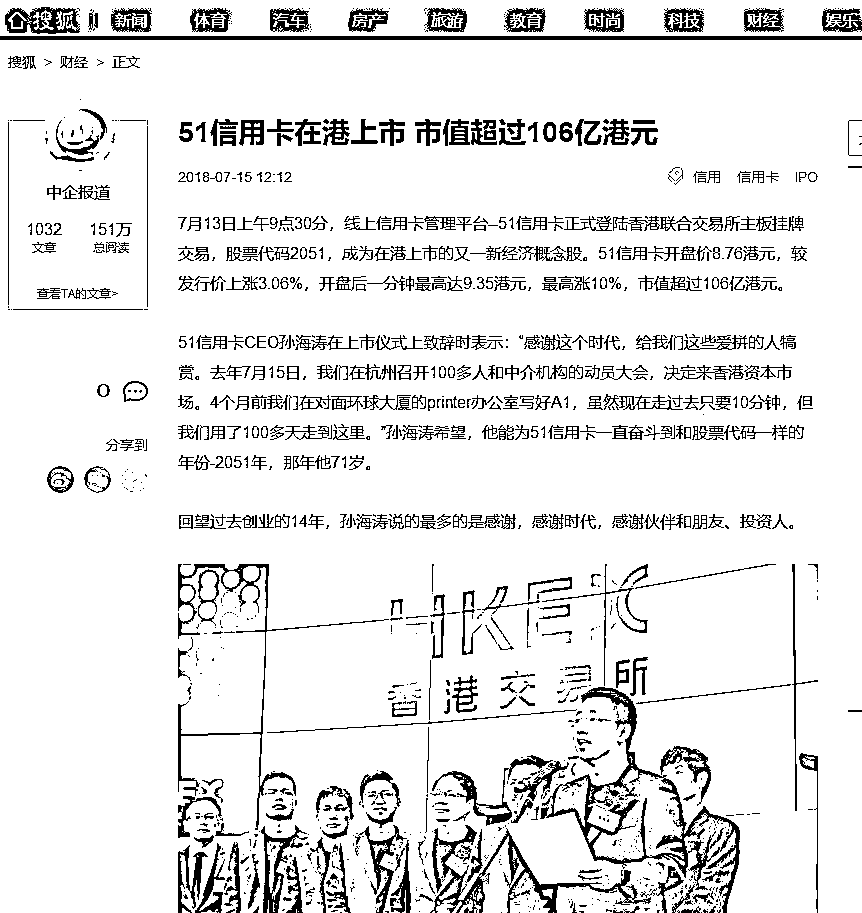 搜狐 新闻 体育 汽车 房产 旅游 教育 时尚 科技 财经 娱乐
搜狐 > 财经 > 正文
51信用卡在港上市 市值超过106亿港元
2018-07-15 12:12
信用 信用卡 IPO
中企报道
1032 151万
文章 总阅读
查看TA的文章>
7月13日上午9点30分，线上信用卡管理平台–51信用卡正式登陆香港联合交易所主板挂牌
交易，股票代码2051，成为在港上市的又一新经济概念股。51信用卡开盘价8.76港元，较
发行价上涨3.06%，开盘后一分钟最高达9.35港元，最高涨10%，市值超过106亿港元。
51信用卡CEO孙海涛在上市仪式上致辞时表示：“感谢这个时代，给我们这些爱拼的人犒
赏。去年7月15日，我们在杭州召开100多人和中介机构的动员大会，决定来香港资本市
场。4个月前我们在对面环球大厦的printer办公室写好A1，虽然现在走过去只要10分钟，但
我们用了100多天走到这里。”孙海涛希望，他能为51信用卡一直奋斗到和股票代码一样的
年份-2051年，那年他71岁。
0
分享到
回望过去创业的14年，孙海涛说的最多的是感谢，感谢时代，感谢伙伴和朋友、投资人。
HKEX
香港交易所